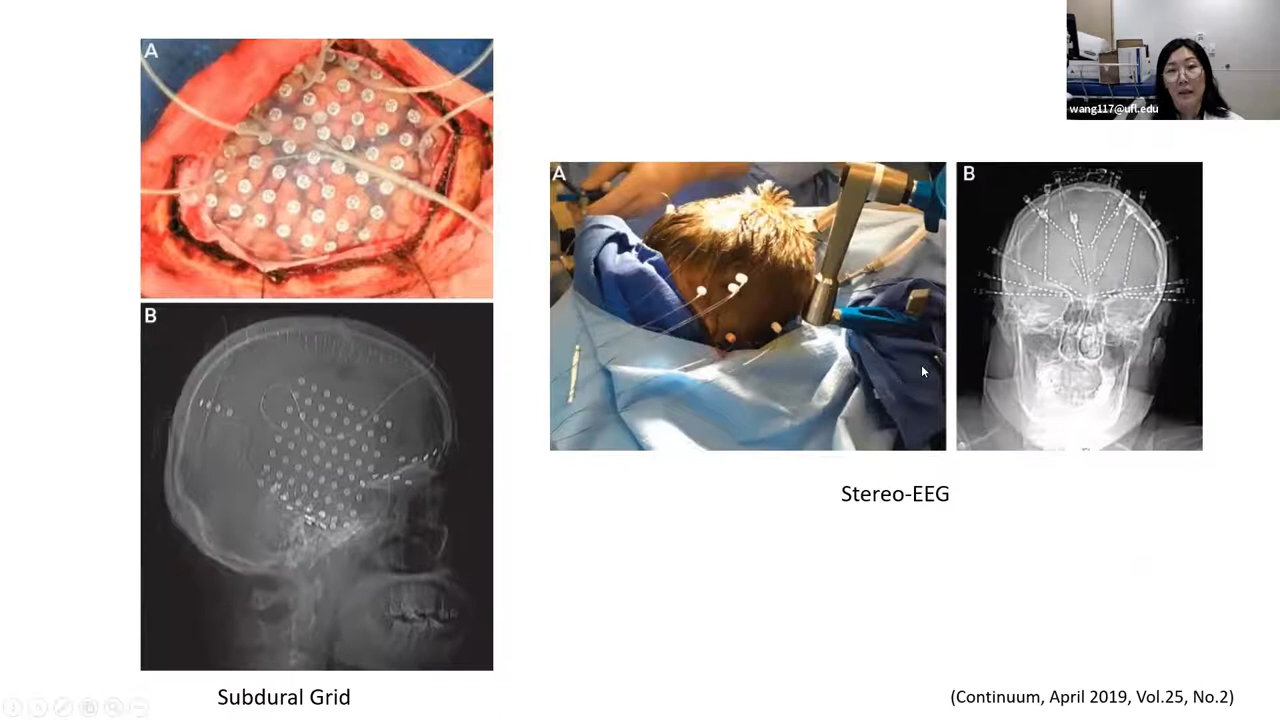 A
B
Subdural Grid
A
B
Stereo-EEG
(Continuum, April 2019, Vol.25, No.2)
wang117@ufl.edu